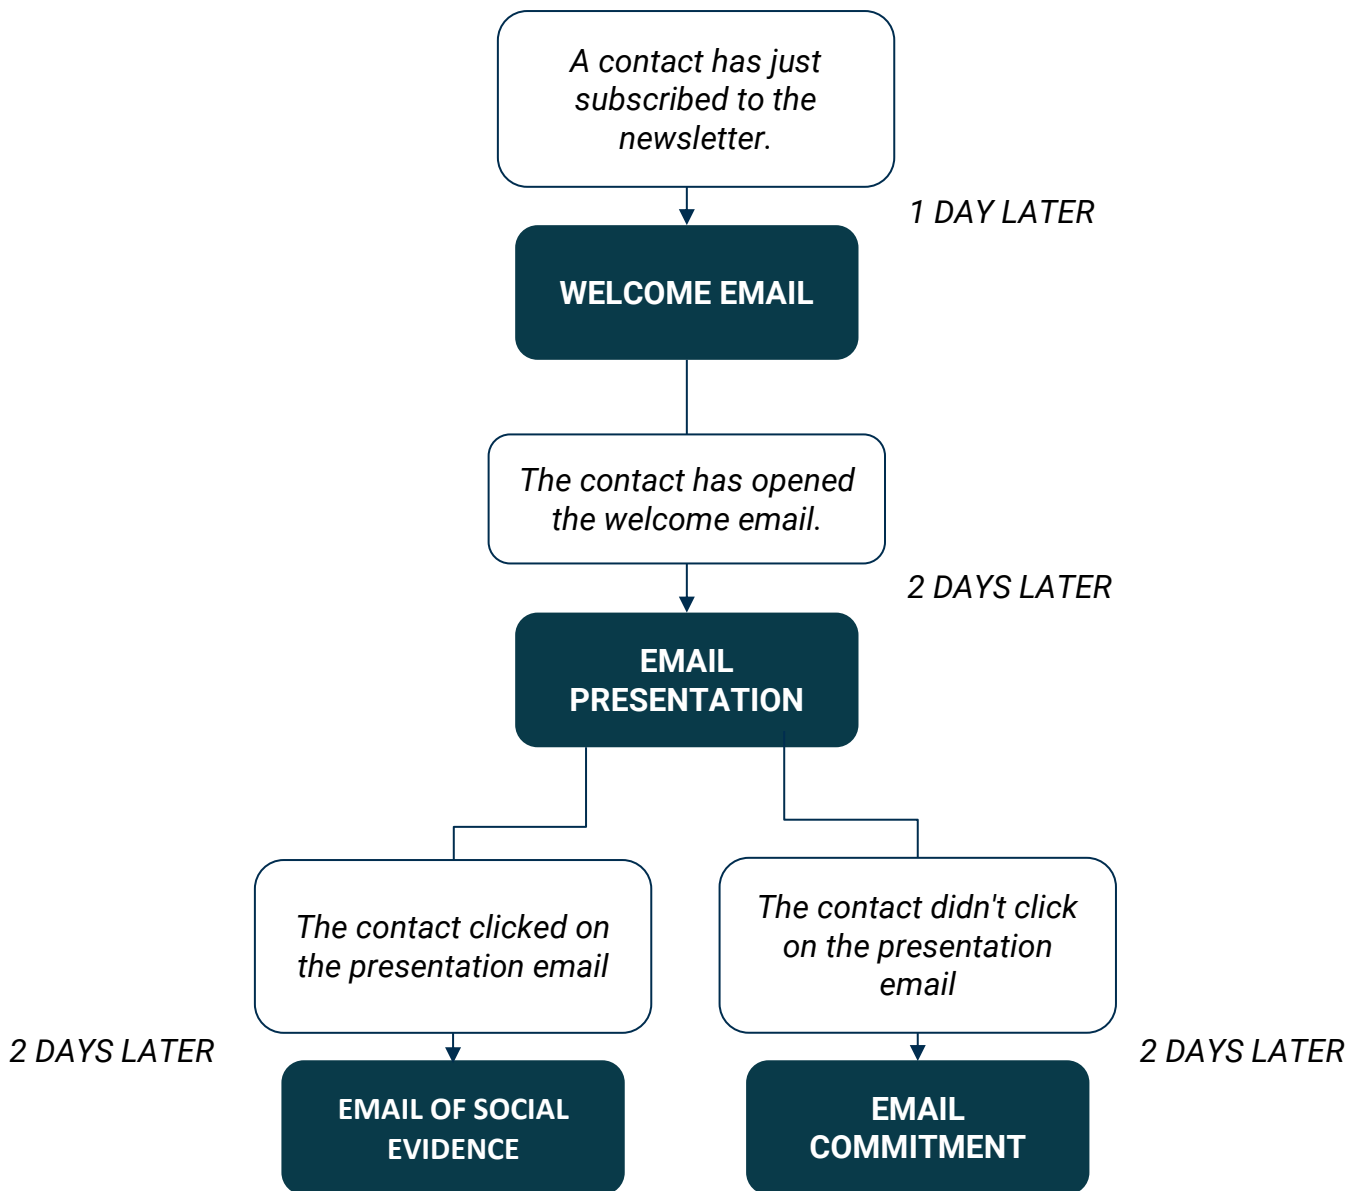 A contact has just
subscribed to the
newsletter.
1 DAY LATER
WELCOME EMAIL
The contact has opened
the welcome email.
2 DAYS LATER
EMAIL
PRESENTATION
The contact clicked on
the presentation email
The contact didn't click
on the presentation
email
2 DAYS LATER
2 DAYS LATER
EMAIL OF SOCIAL
EVIDENCE
EMAIL
COMMITMENT